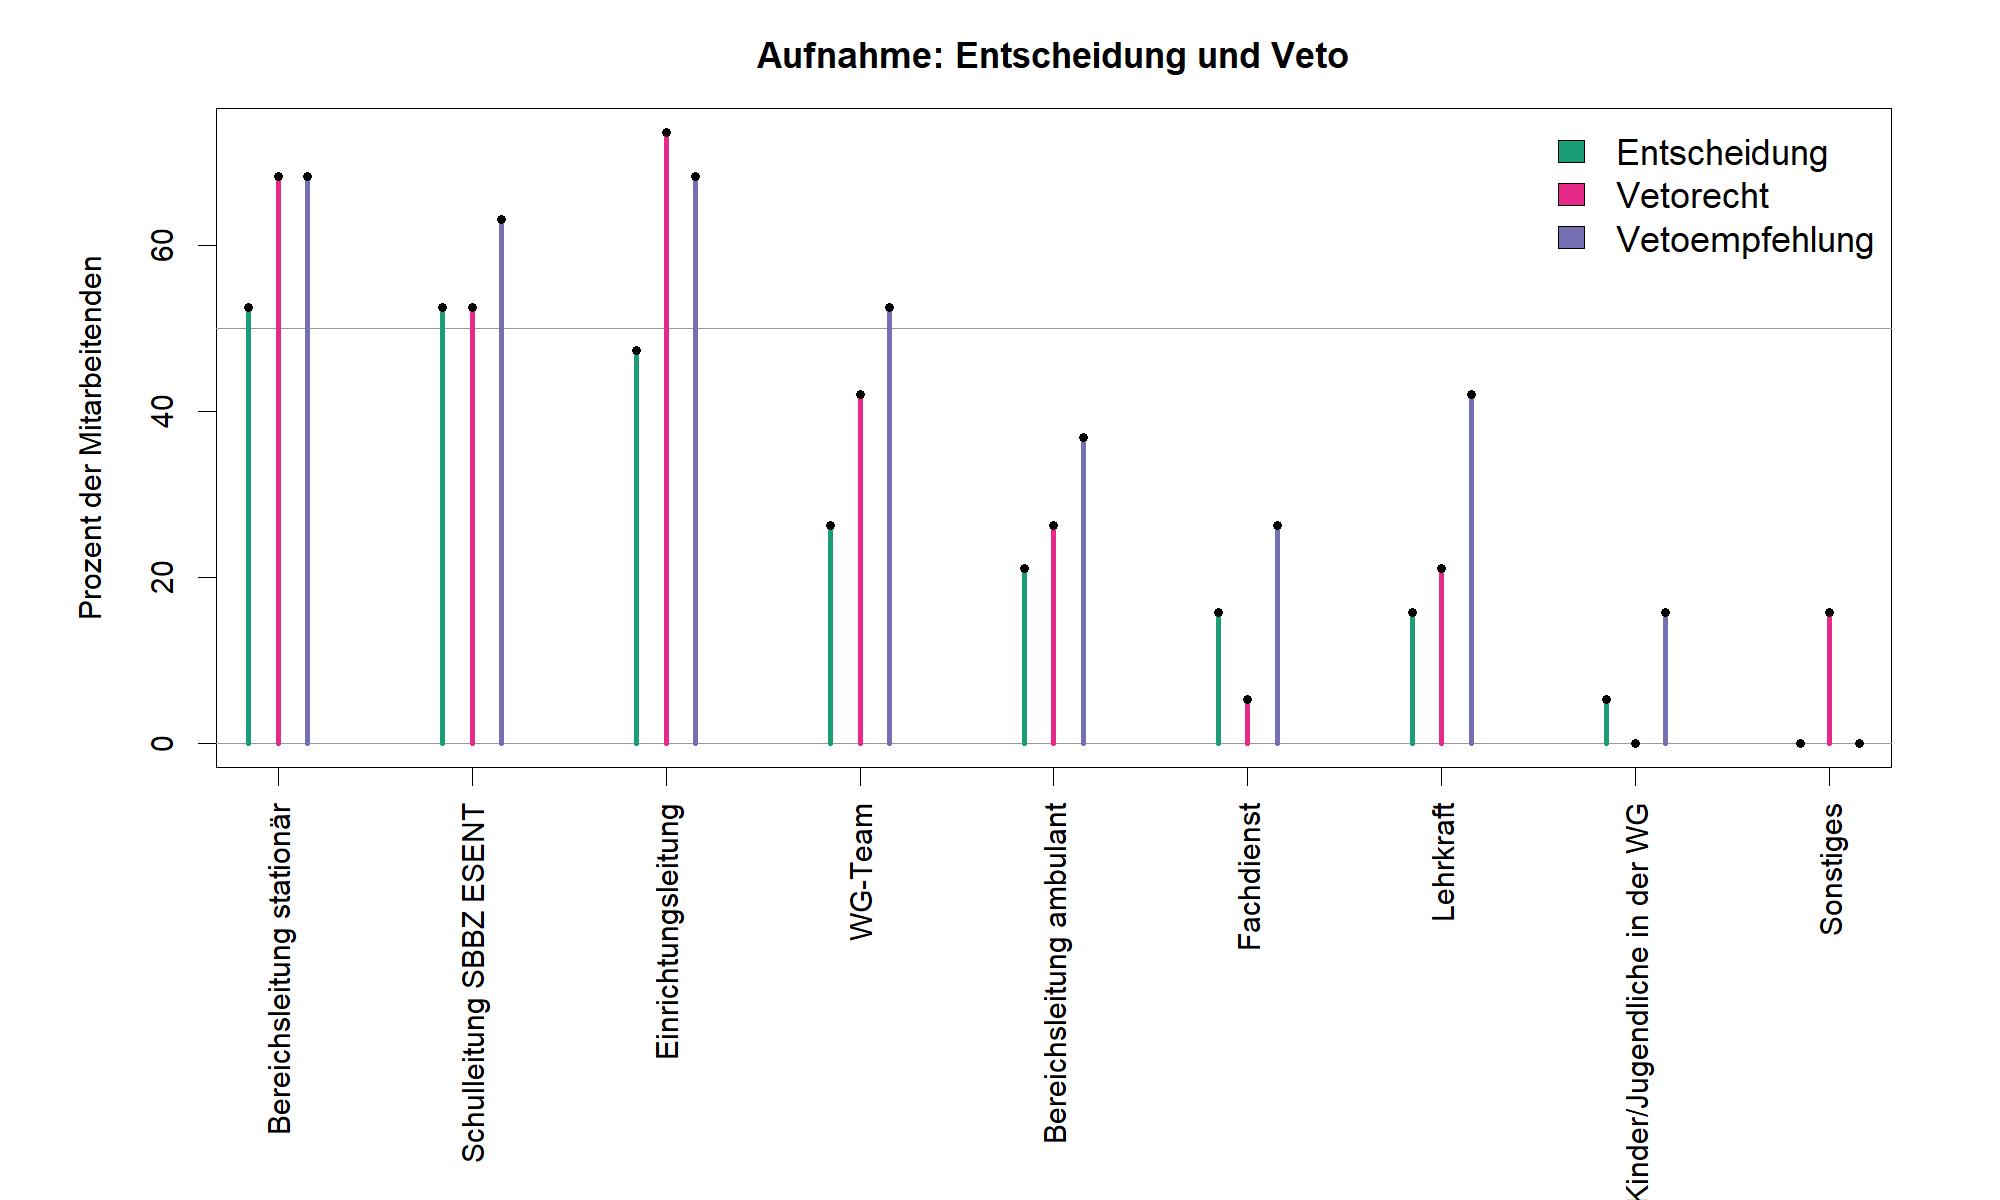 Aufnahme: Entscheidung und Veto
Entscheidung
Vetorecht
Vetoempfehlung
Prozent der Mitarbeitenden
60
40
20
0
Bereichsleitung stationär
Schulleitung SBBZ ESENT
Einrichtungsleitung
WG-Team
Bereichsleitung ambulant
Fachdienst
Lehrkraft
Kinder/Jugendliche in der WG
Sonstiges